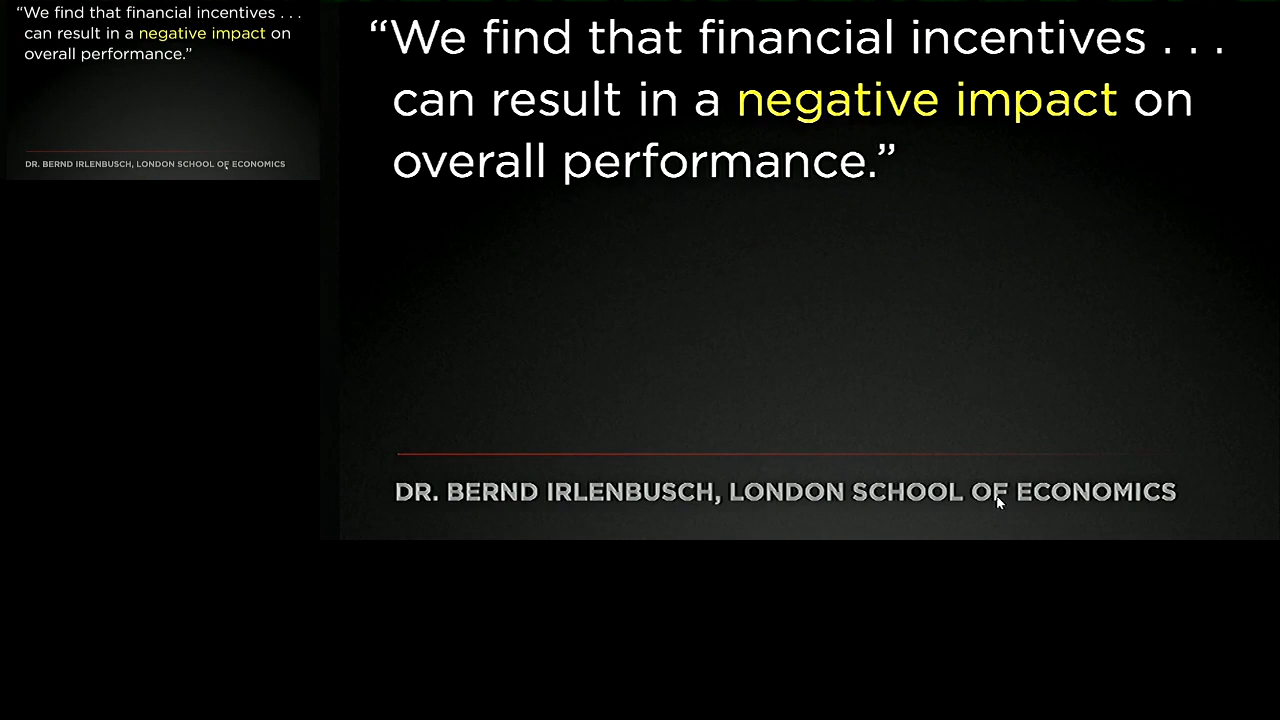 “We find that financial incentives . . .
can result in a negative impact on
overall performance.”
DR. BERND IRLENBUSCH, LONDON SCHOOL OF ECONOMICS
“We find that financial incentives . . .
can result in a negative impact on
overall performance.”
DR. BERND IRLENBUSCH, LONDON SCHOOL OF ECONOMICS